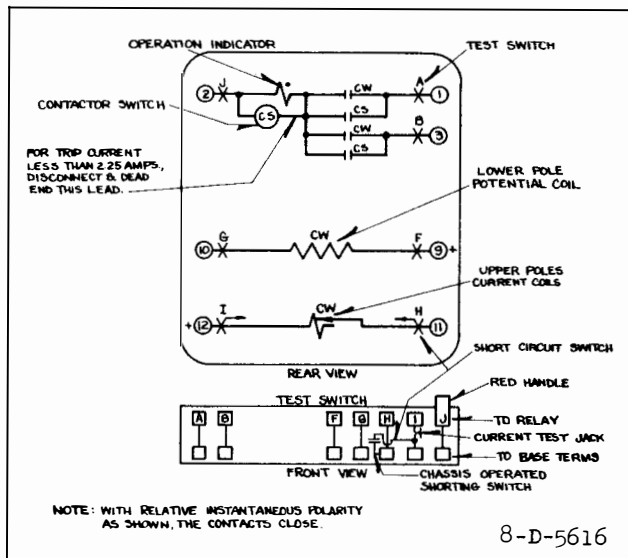 OPERATION INDICATOR
TEST SWITCH
J
A
CW
2
1
CONTACTOR SWITCH
CS
CS
B
CW
3
CS
FOR TRIP CURRENT
LESS THAN 2.25 AMPS.,
DISCONNECT & DEAD
END THIS LEAD.
LOWER POLE
POTENTIAL COIL
G
CW
F
10
9 +
UPPER POLES
CURRENT COILS
I
CW
H
+ 12
11
SHORT CIRCUIT SWITCH
REAR VIEW
RED HANDLE
TEST SWITCH
A B F G H I J
TO RELAY
CURRENT TEST JACK
TO BASE TERMS
FRONT VIEW
CHASSIS OPERATED
SHORTING SWITCH
NOTE: WITH RELATIVE INSTANTANEOUS POLARITY
AS SHOWN, THE CONTACTS CLOSE.
8-D-5616